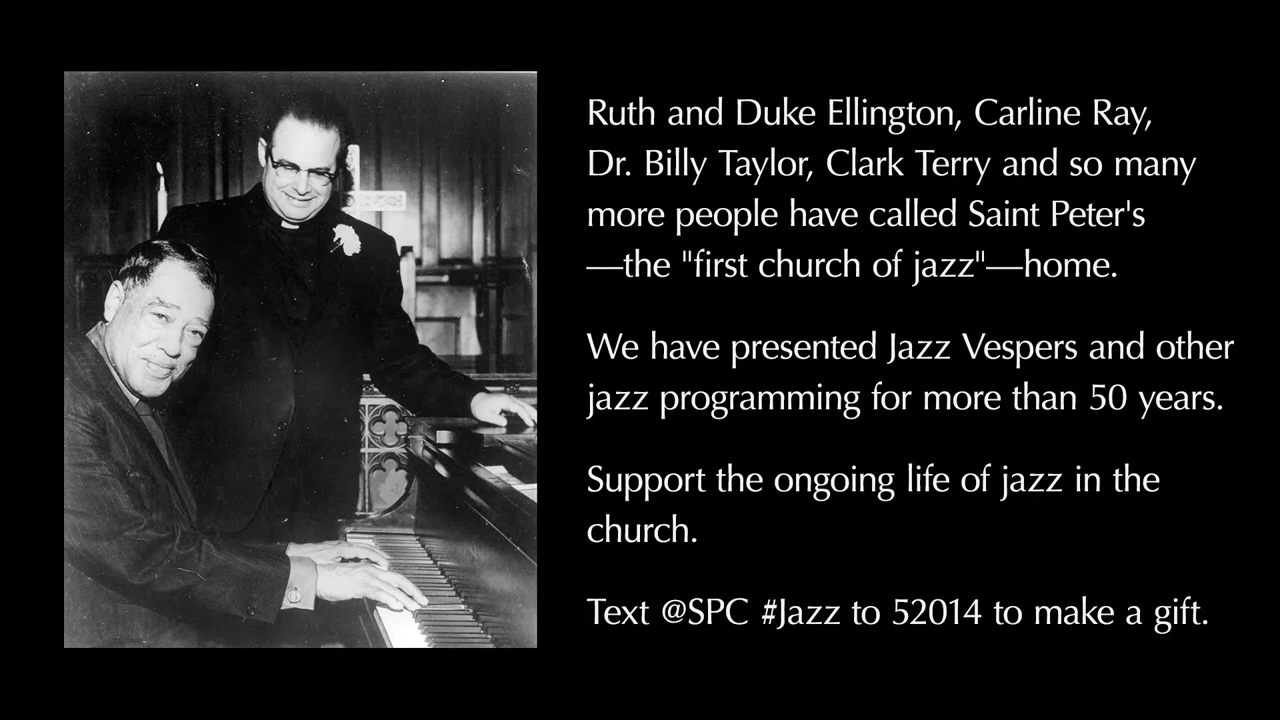 Ruth and Duke Ellington, Carline Ray,
Dr. Billy Taylor, Clark Terry and so many
more people have called Saint Peter's
—the "first church of jazz"—home.
We have presented Jazz Vespers and other
jazz programming for more than 50 years.
Support the ongoing life of jazz in the
church.
Text @SPC #Jazz to 52014 to make a gift.